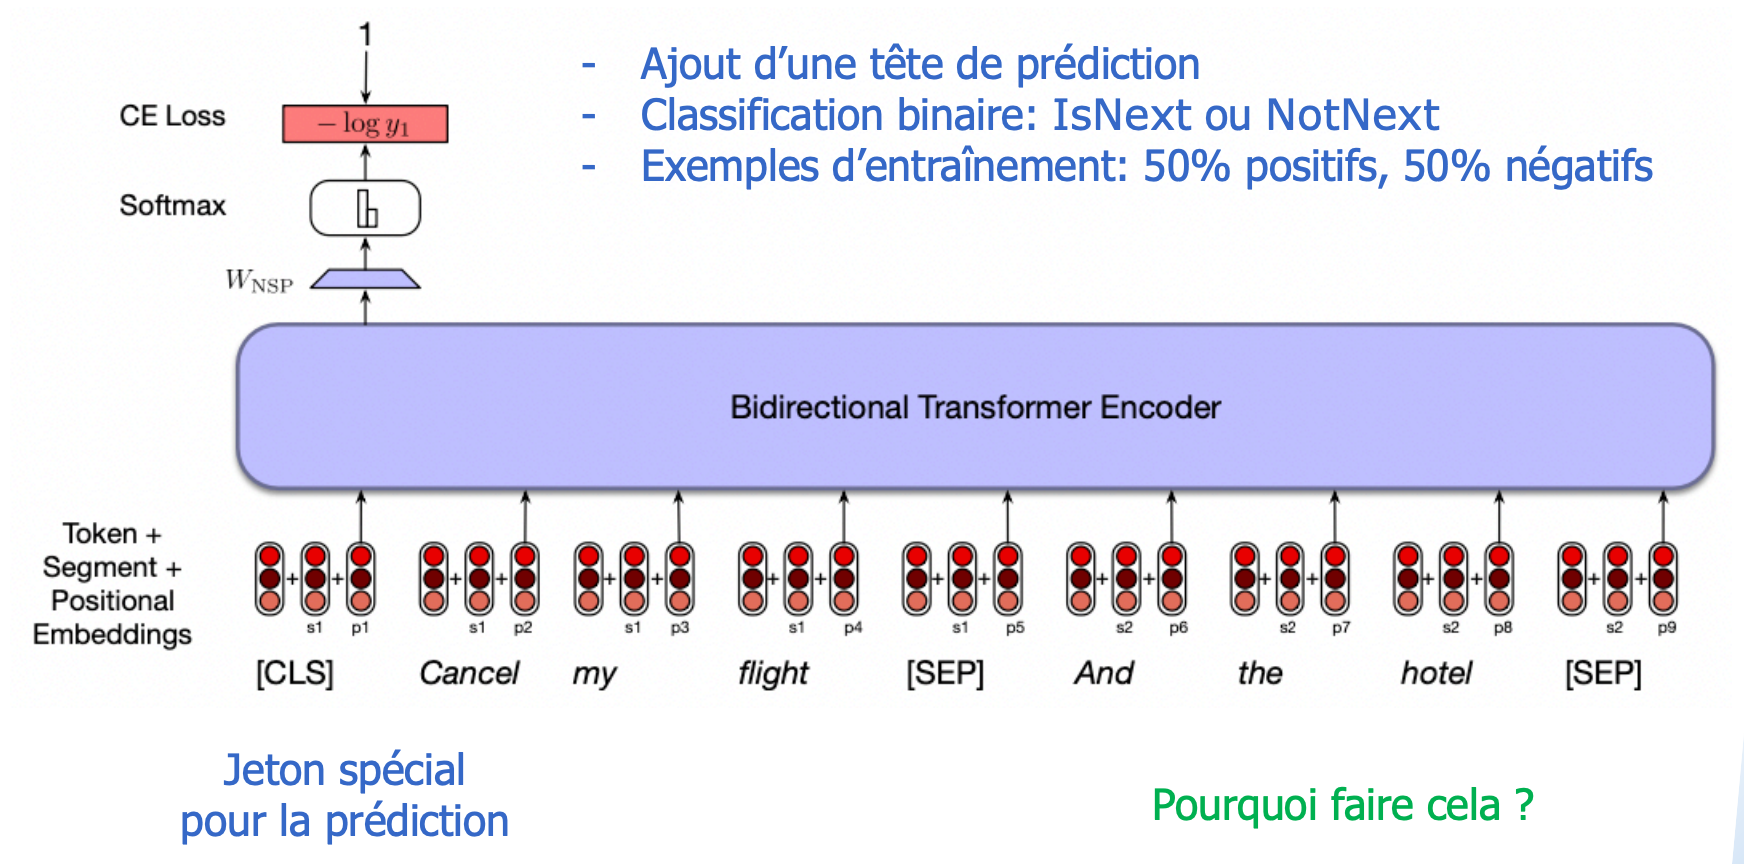 1
CE Loss
− log y₁
Softmax
W_NSP
- Ajout d’une tête de prédiction
- Classification binaire: IsNext ou NotNext
- Exemples d’entraînement: 50% positifs, 50% négatifs
Bidirectional Transformer Encoder
Token +
Segment +
Positional
Embeddings
+ + + + + + + + + + + + + + + + + +
s1 p1 s1 p2 s1 p3 s1 p4 s1 p5 s2 p6 s2 p7 s2 p8 s2 p9
[CLS] Cancel my flight [SEP] And the hotel [SEP]
Jeton spécial
pour la prédiction
Pourquoi faire cela ?